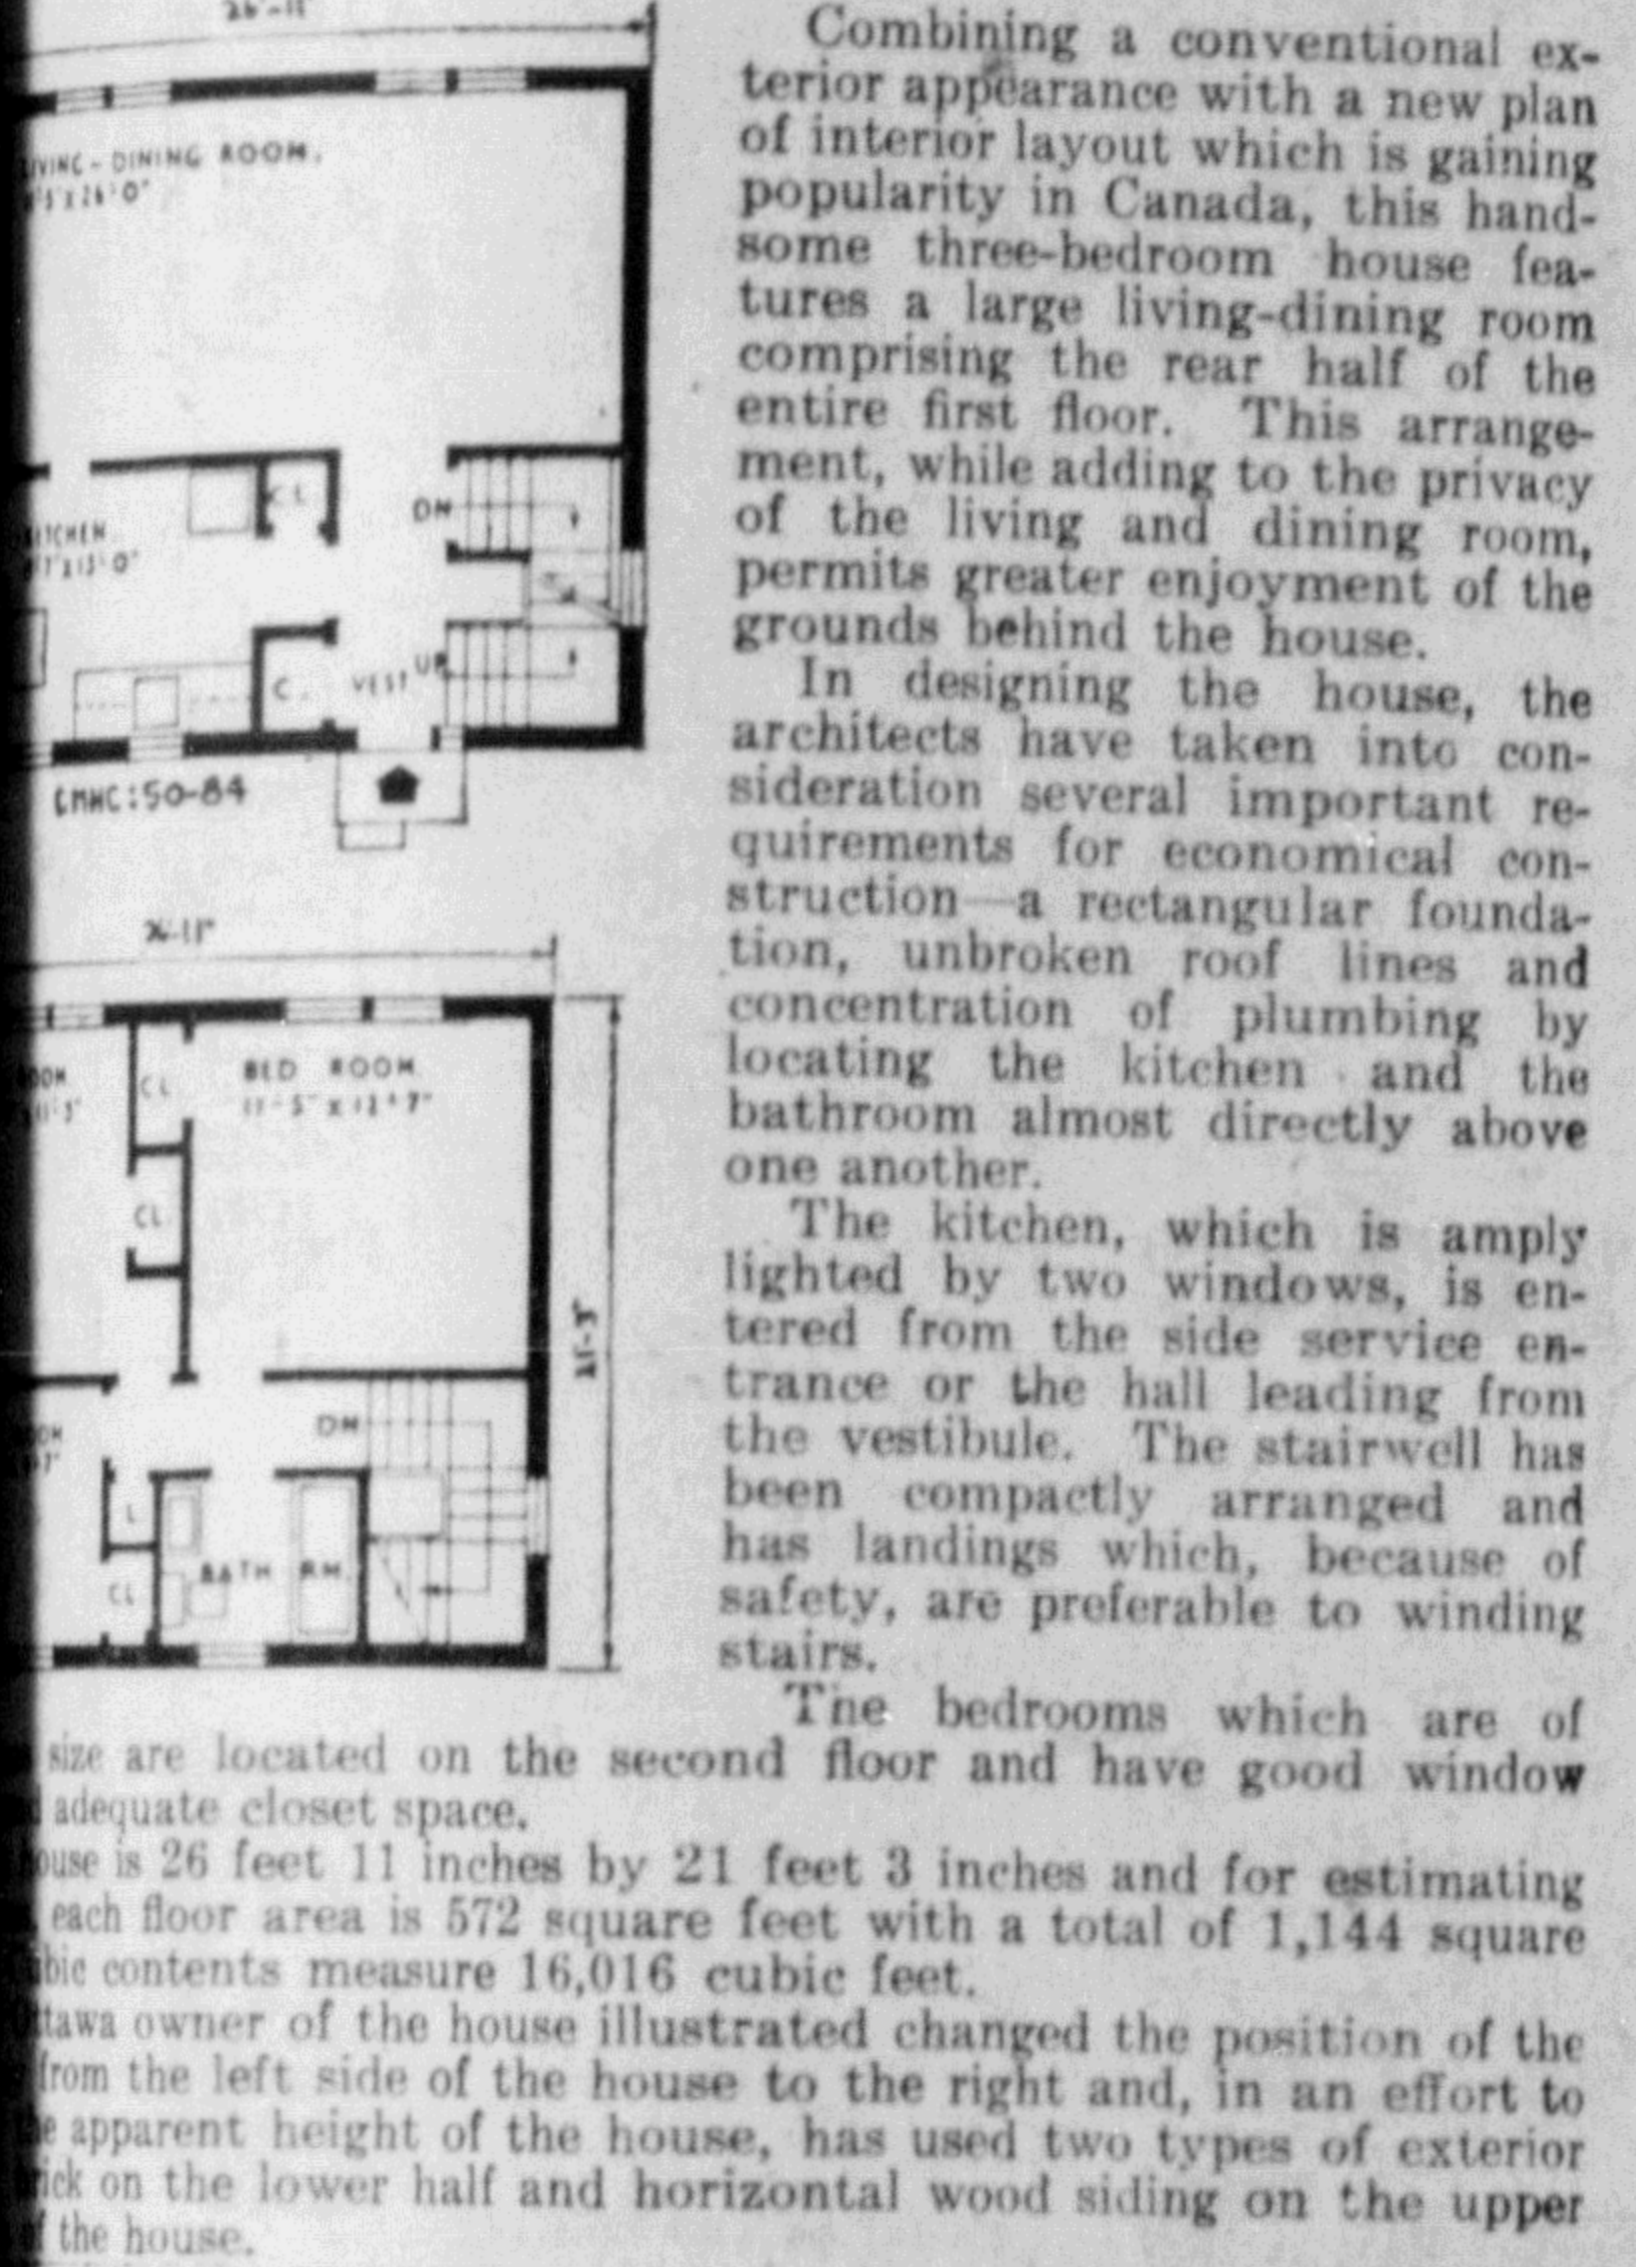 26'-11"
DINING ROOM.
CL
DN
UP
C.
VEST
CMHC:50-84
26'-11"
BED ROOM
CL
CL
DN
L
CL
BATH RM.
21'-3"
Combining a conventional ex-
terior appearance with a new plan
of interior layout which is gaining
popularity in Canada, this hand-
some three-bedroom house fea-
tures a large living-dining room
comprising the rear half of the
entire first floor. This arrange-
ment, while adding to the privacy
of the living and dining room,
permits greater enjoyment of the
grounds behind the house.
In designing the house, the
architects have taken into con-
sideration several important re-
quirements for economical con-
struction—a rectangular founda-
tion, unbroken roof lines and
concentration of plumbing by
locating the kitchen and the
bathroom almost directly above
one another.
The kitchen, which is amply
lighted by two windows, is en-
tered from the side service en-
trance or the hall leading from
the vestibule. The stairwell has
been compactly arranged and
has landings which, because of
safety, are preferable to winding
stairs.
The bedrooms which are of
size are located on the second floor and have good window
adequate closet space.
is 26 feet 11 inches by 21 feet 3 inches and for estimating
each floor area is 572 square feet with a total of 1,144 square
contents measure 16,016 cubic feet.
owner of the house illustrated changed the position of the
from the left side of the house to the right and, in an effort to
apparent height of the house, has used two types of exterior
on the lower half and horizontal wood siding on the upper
the house.